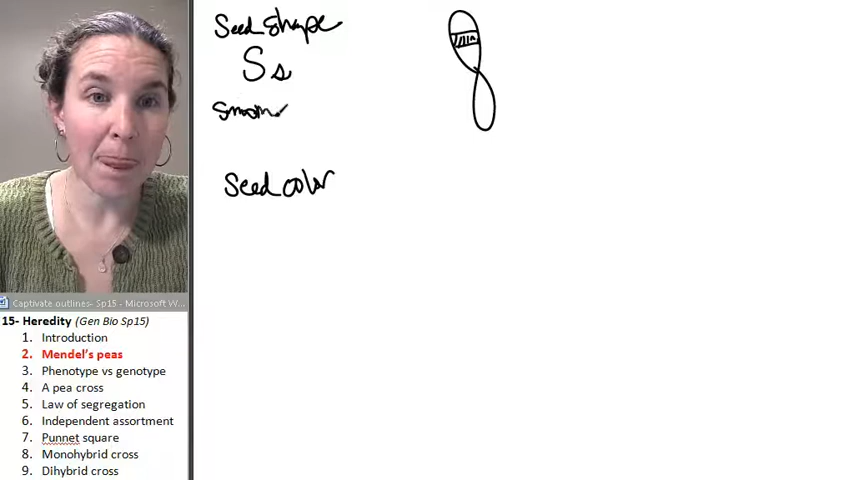 Seed shape
Ss
Smooth
Seed color
Captivate outlines- Sp15 - Microsoft W...
15- Heredity (Gen Bio Sp15)
1. Introduction
2. Mendel's peas
3. Phenotype vs genotype
4. A pea cross
5. Law of segregation
6. Independent assortment
7. Punnet square
8. Monohybrid cross
9. Dihybrid cross